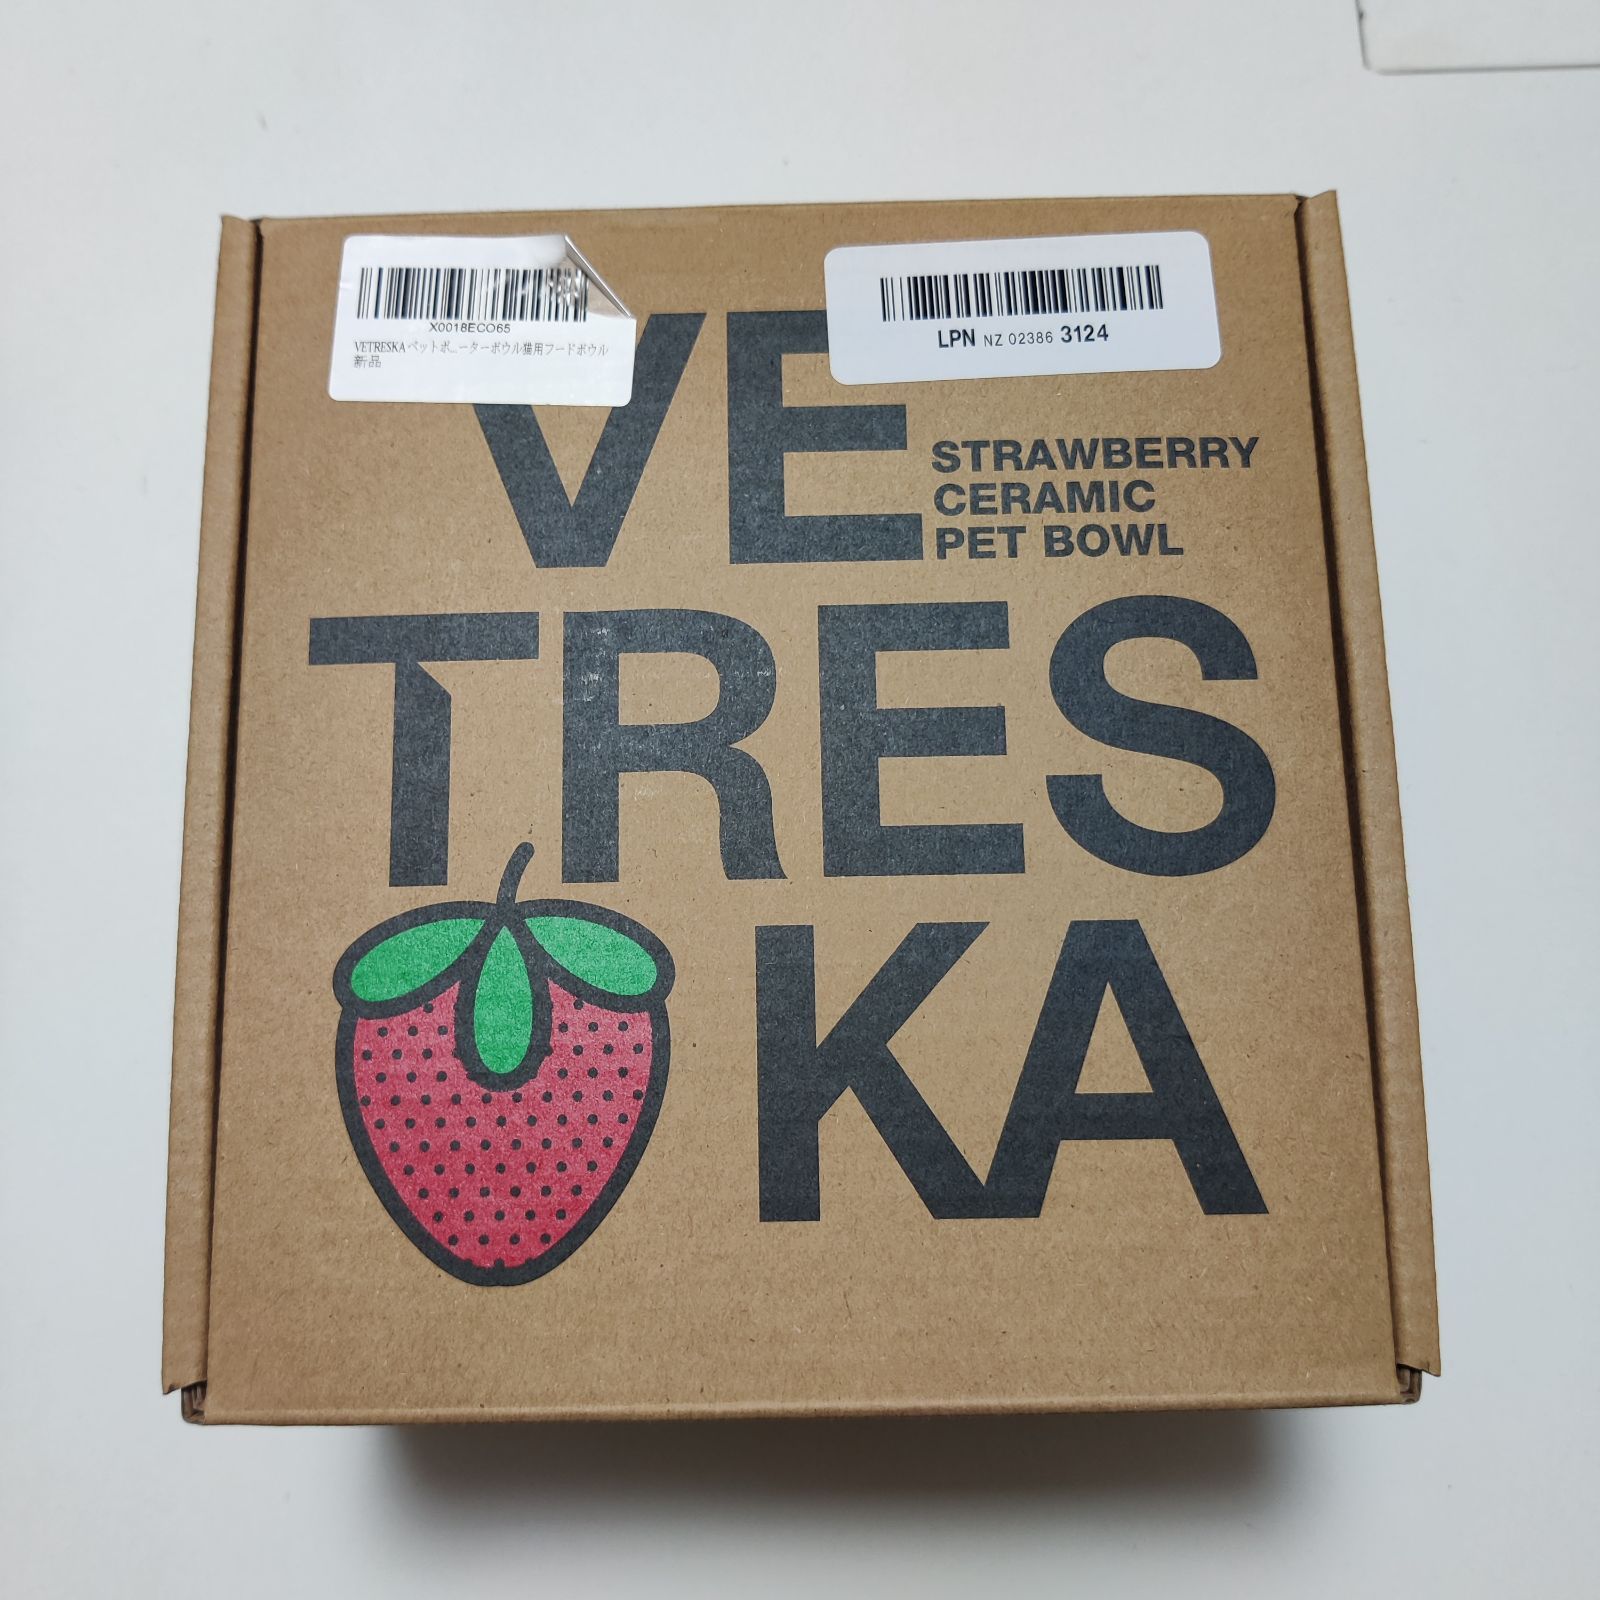 X0018ECO65
VETRESKA ペットボ...ーターボウル猫用フードボウル
新品
LPN NZ 02386 3124
VE
STRAWBERRY
CERAMIC
PET BOWL
TRES
KA